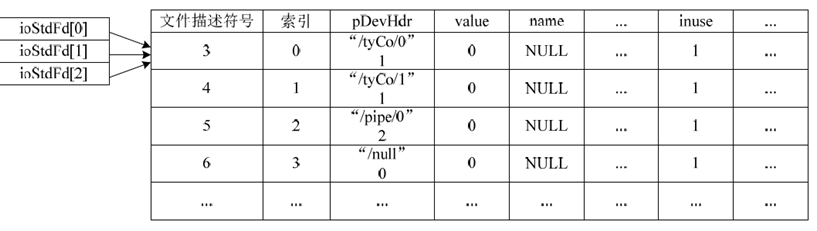 ioStdFd[0]
ioStdFd[1]
ioStdFd[2]
文件描述符号 索引 pDevHdr value name ... inuse ...
3 0 “/tyCo/0” 1 0 NULL ... 1 ...
4 1 “/tyCo/1” 1 0 NULL ... 1 ...
5 2 “/pipe/0” 2 0 NULL ... 1 ...
6 3 “/null” 0 0 NULL ... 1 ...
... ... ... ... ... ... ... ...